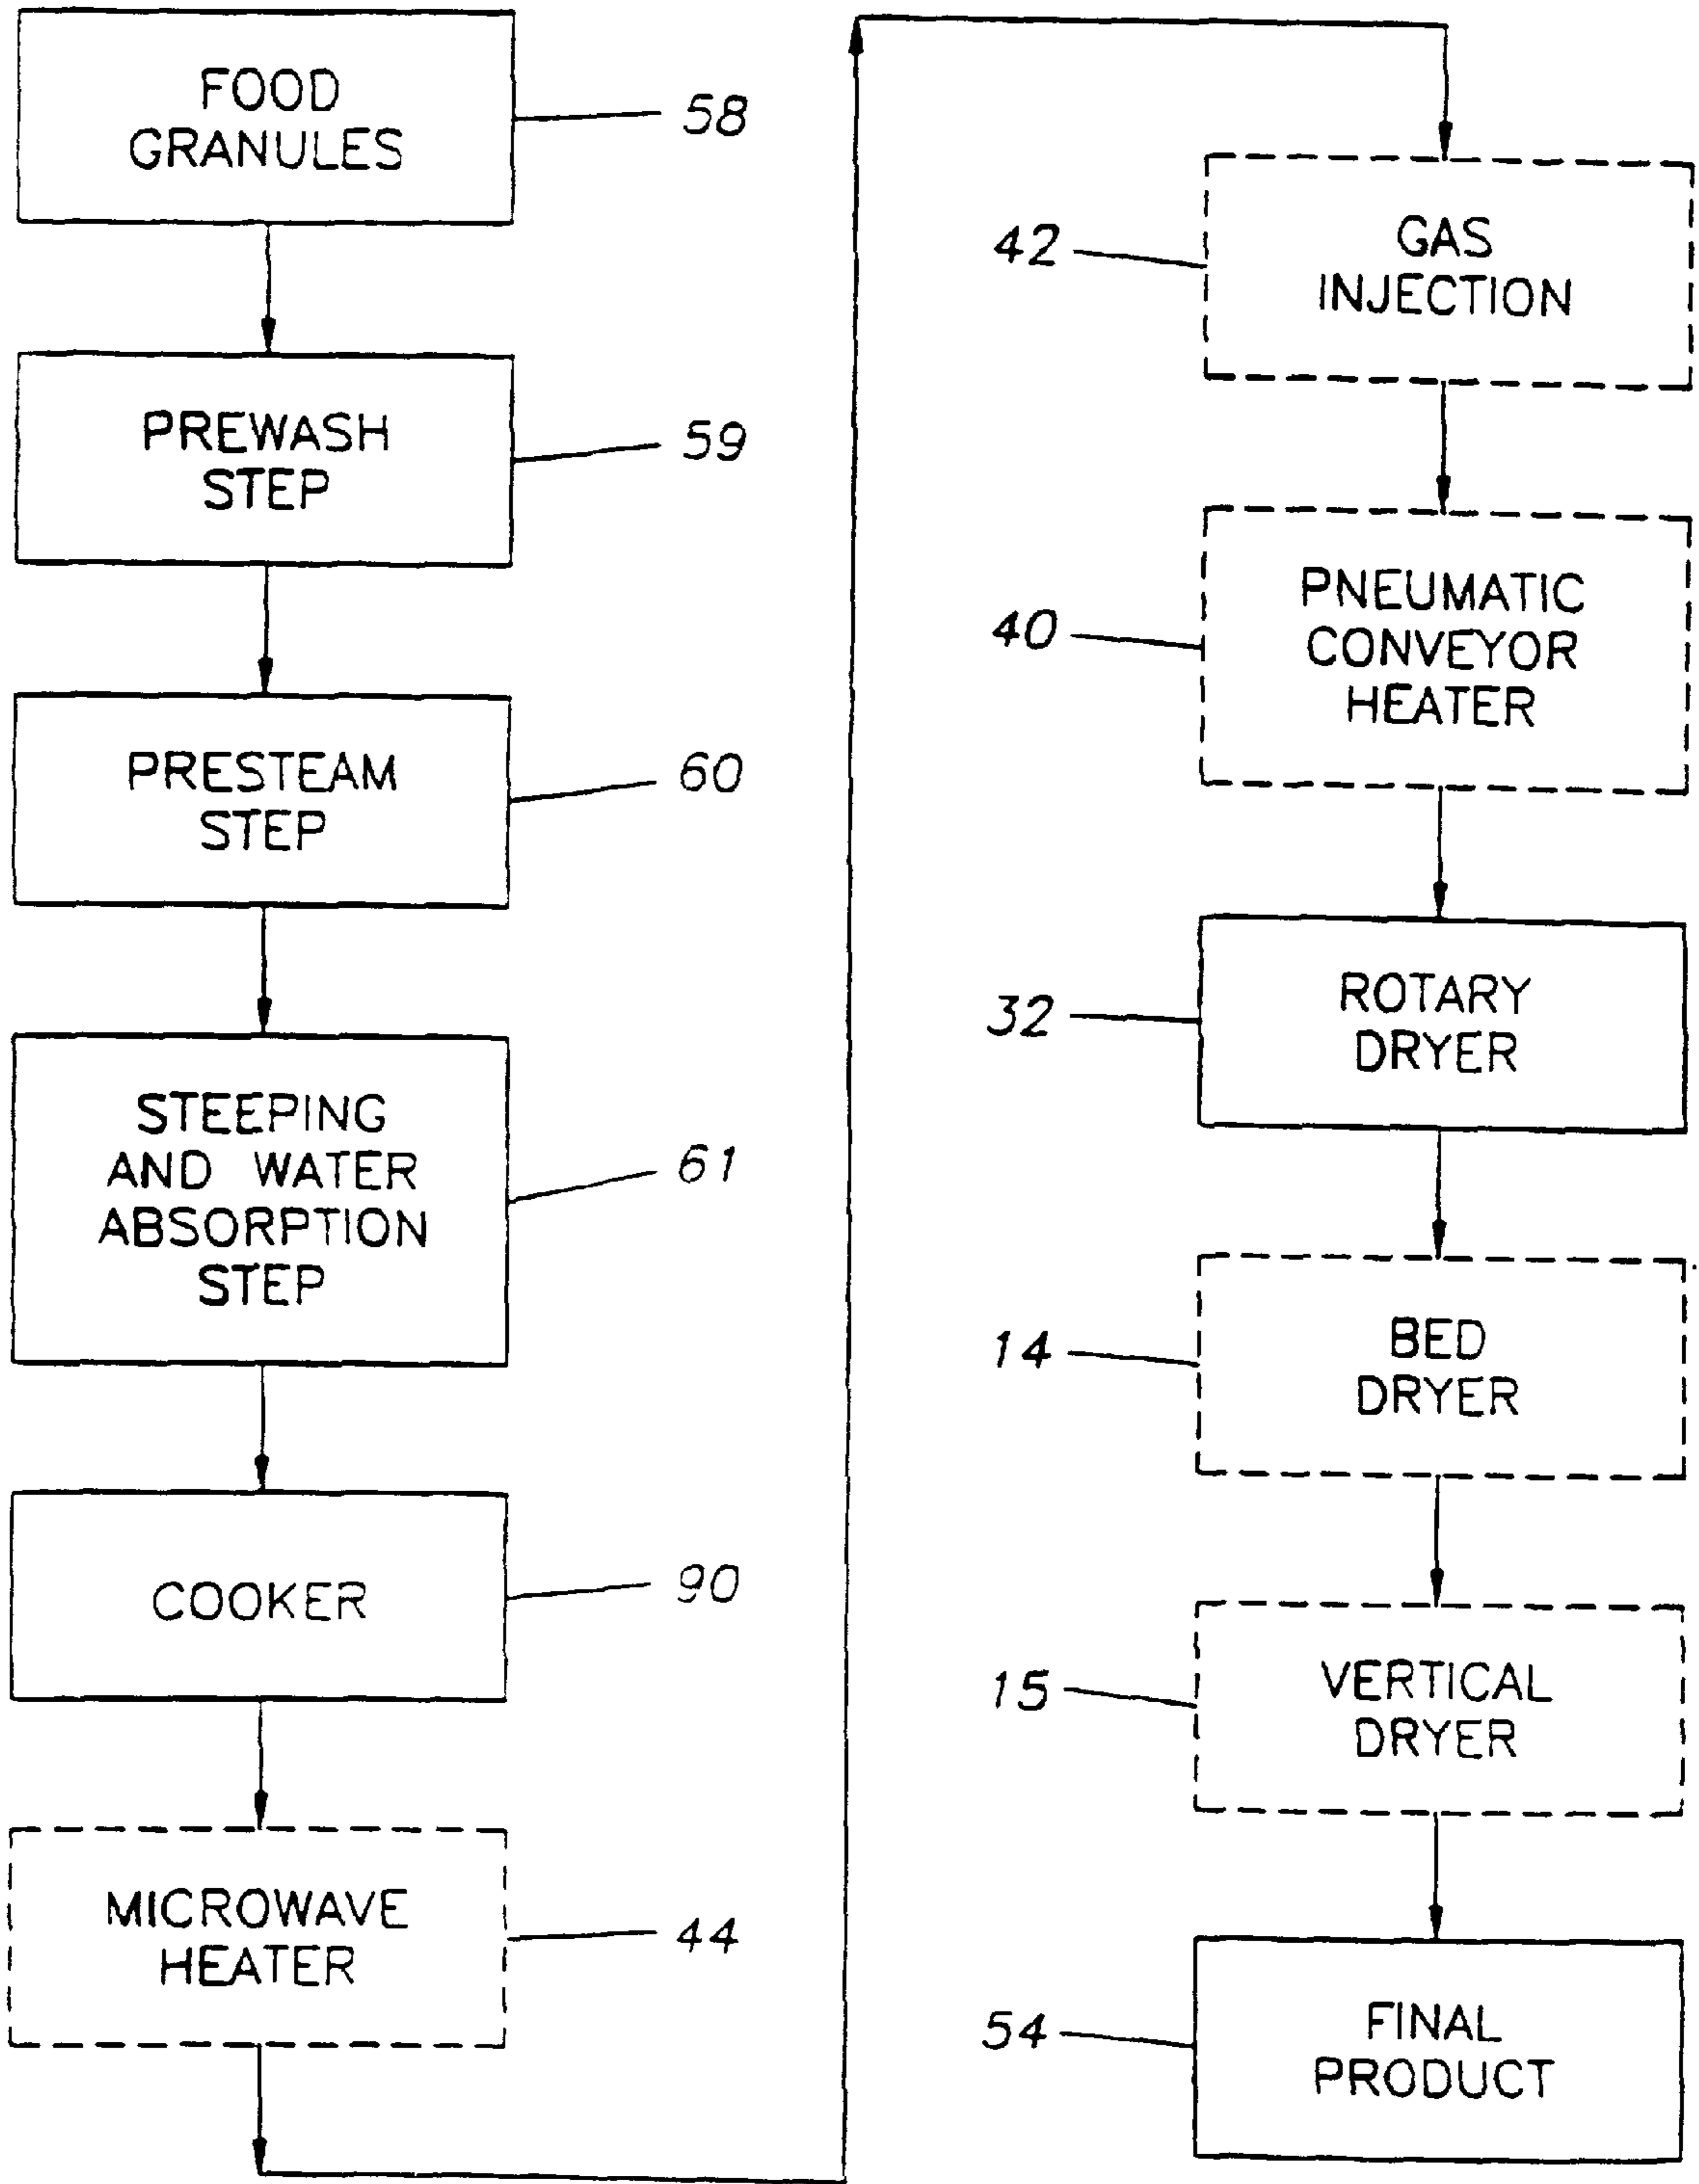 FOOD
GRANULES
58
PREWASH
STEP
59
PRESTEAM
STEP
60
STEEPING
AND WATER
ABSORPTION
STEP
61
COOKER
90
MICROWAVE
HEATER
44
42
GAS
INJECTION
40
PNEUMATIC
CONVEYOR
HEATER
32
ROTARY
DRYER
14
BED
DRYER
15
VERTICAL
DRYER
54
FINAL
PRODUCT